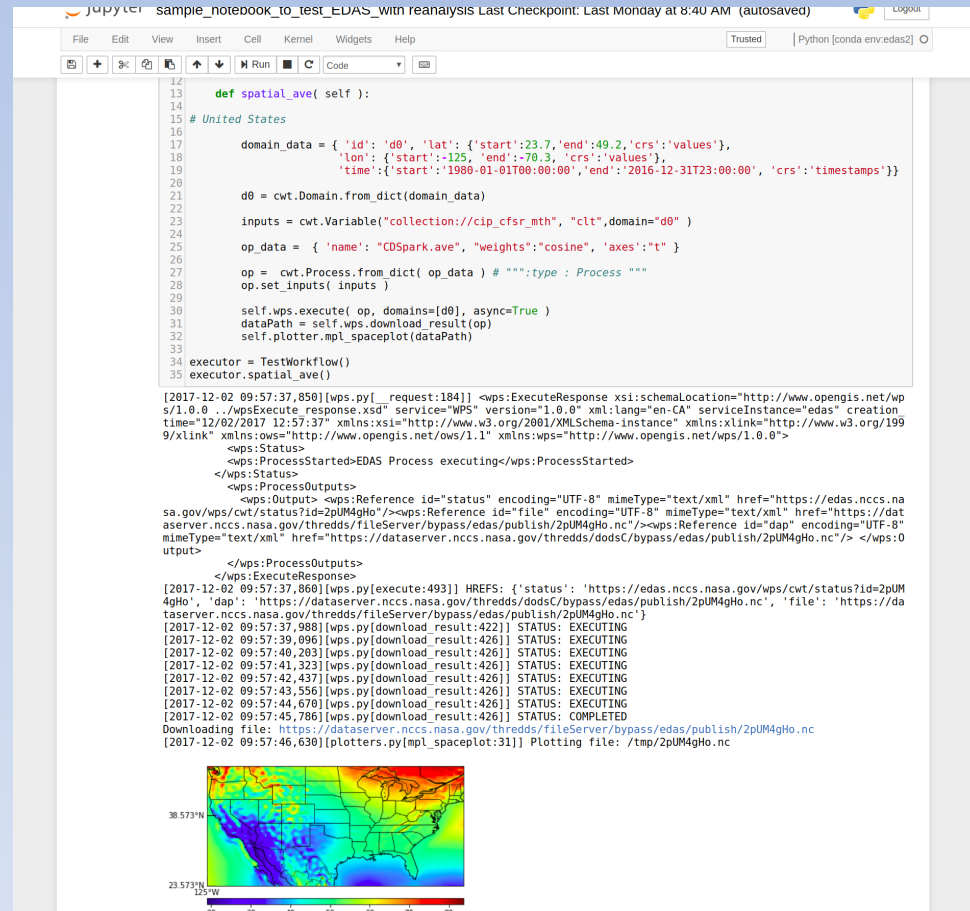 jupyter sample_notebook_to_test_EDAS_with reanalysis Last Checkpoint: Last Monday at 8:40 AM (autosaved) Logout
File Edit View Insert Cell Kernel Widgets Help Trusted Python [conda env:edas2]
Run Code
12
13 def spatial_ave( self ):
14
15 # United States
16
17 domain_data = { 'id': 'd0', 'lat': {'start':23.7,'end':49.2,'crs':'values'},
18 'lon': {'start':-125, 'end':-70.3, 'crs':'values'},
19 'time':{'start':'1980-01-01T00:00:00','end':'2016-12-31T23:00:00', 'crs':'timestamps'}}
20
21 d0 = cwt.Domain.from_dict(domain_data)
22
23 inputs = cwt.Variable("collection://cip_cfsr_mth", "clt",domain="d0" )
24
25 op_data = { 'name': "CDSpark.ave", "weights":"cosine", 'axes':"t" }
26
27 op = cwt.Process.from_dict( op_data ) # """:type : Process """
28 op.set_inputs( inputs )
29
30 self.wps.execute( op, domains=[d0], async=True )
31 dataPath = self.wps.download_result(op)
32 self.plotter.mpl_spaceplot(dataPath)
33
34 executor = TestWorkflow()
35 executor.spatial_ave()
[2017-12-02 09:57:37,850][wps.py[__request:184]] <wps:ExecuteResponse xsi:schemaLocation="http://www.opengis.net/wp
s/1.0.0 ../wpsExecute_response.xsd" service="WPS" version="1.0.0" xml:lang="en-CA" serviceInstance="edas" creation_
time="12/02/2017 12:57:37" xmlns:xsi="http://www.w3.org/2001/XMLSchema-instance" xmlns:xlink="http://www.w3.org/199
9/xlink" xmlns:ows="http://www.opengis.net/ows/1.1" xmlns:wps="http://www.opengis.net/wps/1.0.0">
<wps:Status>
<wps:ProcessStarted>EDAS Process executing</wps:ProcessStarted>
</wps:Status>
<wps:ProcessOutputs>
<wps:Output> <wps:Reference id="status" encoding="UTF-8" mimeType="text/xml" href="https://edas.nccs.na
sa.gov/wps/cwt/status?id=2pUM4gHo"/><wps:Reference id="file" encoding="UTF-8" mimeType="text/xml" href="https://dat
aserver.nccs.nasa.gov/thredds/fileServer/bypass/edas/publish/2pUM4gHo.nc"/><wps:Reference id="dap" encoding="UTF-8"
mimeType="text/xml" href="https://dataserver.nccs.nasa.gov/thredds/dodsC/bypass/edas/publish/2pUM4gHo.nc"/> </wps:O
utput>
</wps:ProcessOutputs>
</wps:ExecuteResponse>
[2017-12-02 09:57:37,860][wps.py[execute:493]] HREFS: {'status': 'https://edas.nccs.nasa.gov/wps/cwt/status?id=2pUM
4gHo', 'dap': 'https://dataserver.nccs.nasa.gov/thredds/dodsC/bypass/edas/publish/2pUM4gHo.nc', 'file': 'https://da
taserver.nccs.nasa.gov/thredds/fileServer/bypass/edas/publish/2pUM4gHo.nc'}
[2017-12-02 09:57:37,988][wps.py[download_result:422]] STATUS: EXECUTING
[2017-12-02 09:57:39,096][wps.py[download_result:426]] STATUS: EXECUTING
[2017-12-02 09:57:40,203][wps.py[download_result:426]] STATUS: EXECUTING
[2017-12-02 09:57:41,323][wps.py[download_result:426]] STATUS: EXECUTING
[2017-12-02 09:57:42,437][wps.py[download_result:426]] STATUS: EXECUTING
[2017-12-02 09:57:43,556][wps.py[download_result:426]] STATUS: EXECUTING
[2017-12-02 09:57:44,670][wps.py[download_result:426]] STATUS: EXECUTING
[2017-12-02 09:57:45,786][wps.py[download_result:426]] STATUS: COMPLETED
Downloading file: https://dataserver.nccs.nasa.gov/thredds/fileServer/bypass/edas/publish/2pUM4gHo.nc
[2017-12-02 09:57:46,630][plotters.py[mpl_spaceplot:31]] Plotting file: /tmp/2pUM4gHo.nc
38.573°N
23.573°N
125°W